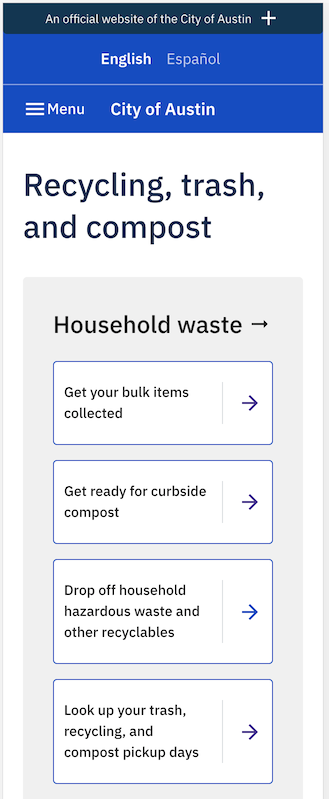 An official website of the City of Austin
English Español
Menu City of Austin
Recycling, trash,
and compost
Household waste →
Get your bulk items
collected
Get ready for curbside
compost
Drop off household
hazardous waste and
other recyclables
Look up your trash,
recycling, and
compost pickup days